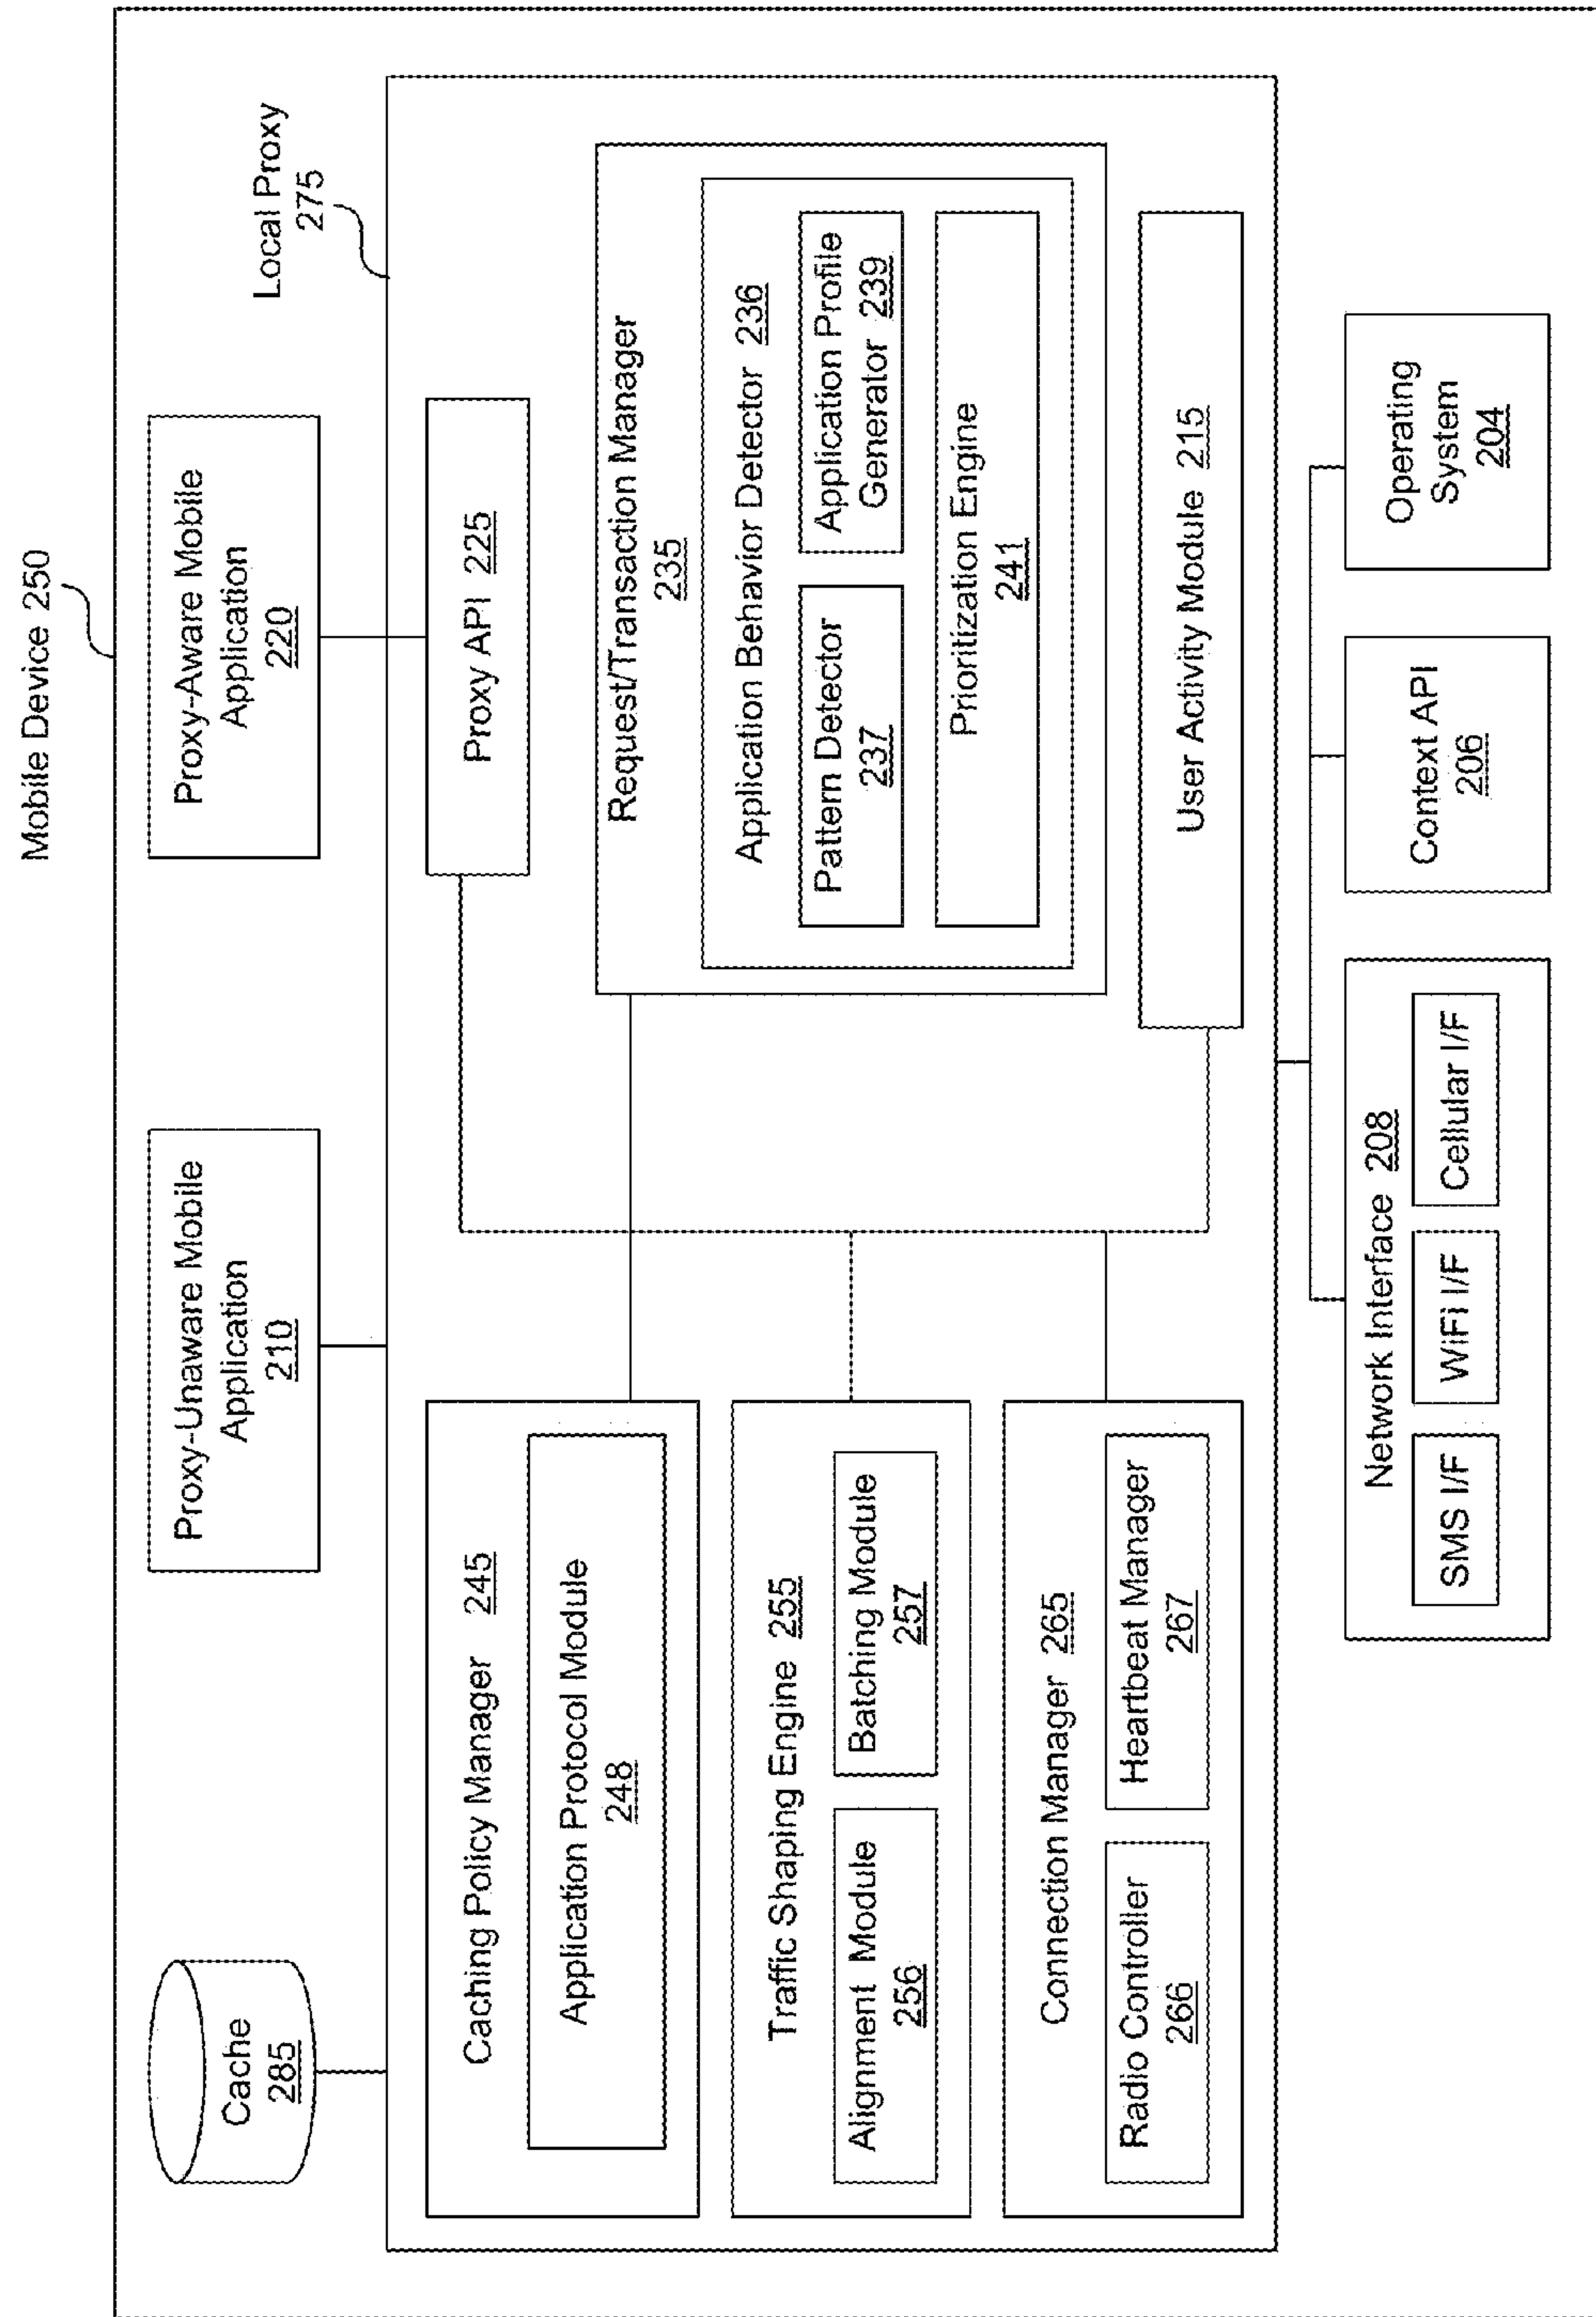 Mobile Device 250
Cache
285
Proxy-Unaware Mobile
Application
210
Proxy-Aware Mobile
Application
220
Local Proxy
275
Caching Policy Manager 245
Application Protocol Module
248
Traffic Shaping Engine 255
Alignment Module
256
Batching Module
257
Connection Manager 265
Radio Controller
266
Heartbeat Manager
267
Proxy API 225
Request/Transaction Manager
235
Application Behavior Detector 236
Pattern Detector
237
Application Profile
Generator 239
Prioritization Engine
241
User Activity Module 215
Network Interface 208
SMS I/F
WiFi I/F
Cellular I/F
Context API
206
Operating
System
204